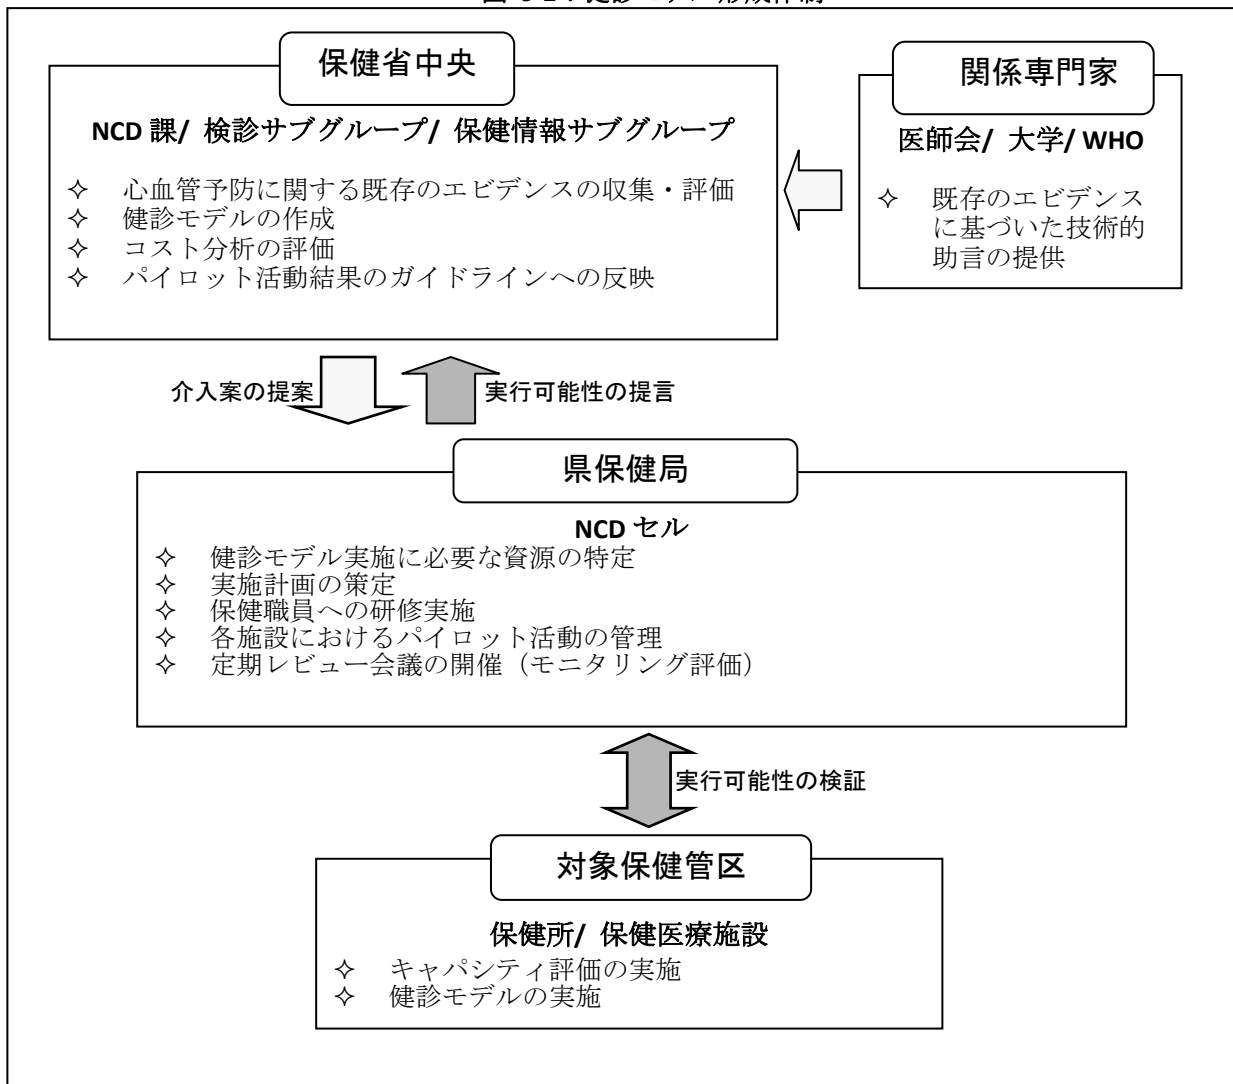 保健省中央
NCD 課/ 検診サブグループ/ 保健情報サブグループ
✧ 心血管予防に関する既存のエビデンスの収集・評価
✧ 健診モデルの作成
✧ コスト分析の評価
✧ パイロット活動結果のガイドラインへの反映
関係専門家
医師会/ 大学/ WHO
✧ 既存のエビデンス
に基づいた技術的
助言の提供
介入案の提案
実行可能性の提言
県保健局
NCD セル
✧ 健診モデル実施に必要な資源の特定
✧ 実施計画の策定
✧ 保健職員への研修実施
✧ 各施設におけるパイロット活動の管理
✧ 定期レビュー会議の開催（モニタリング評価）
実行可能性の検証
対象保健管区
保健所/ 保健医療施設
✧ キャパシティ評価の実施
✧ 健診モデルの実施